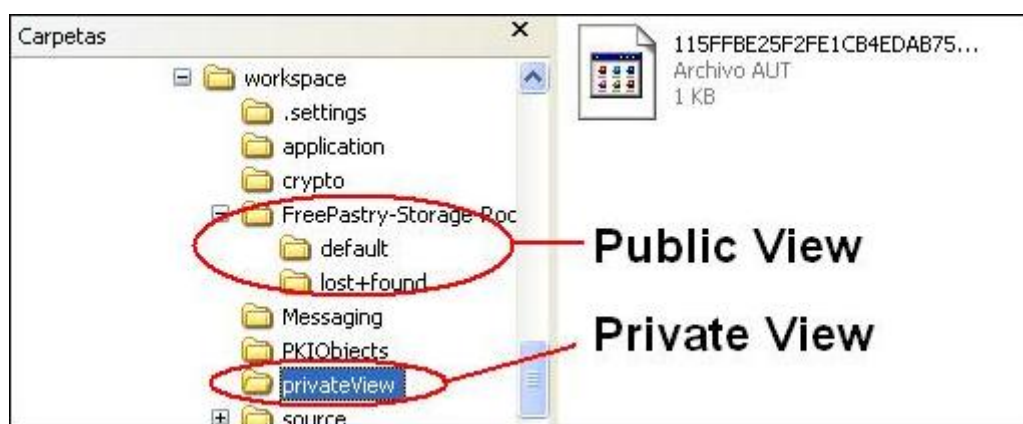 Carpetas
workspace
.settings
application
crypto
FreePastry-Storage-Roo
default
lost+found
Messaging
PKIObjects
privateView
source
115FFBE25F2FE1CB4EDAB75...
Archivo AUT
1 KB
Public View
Private View